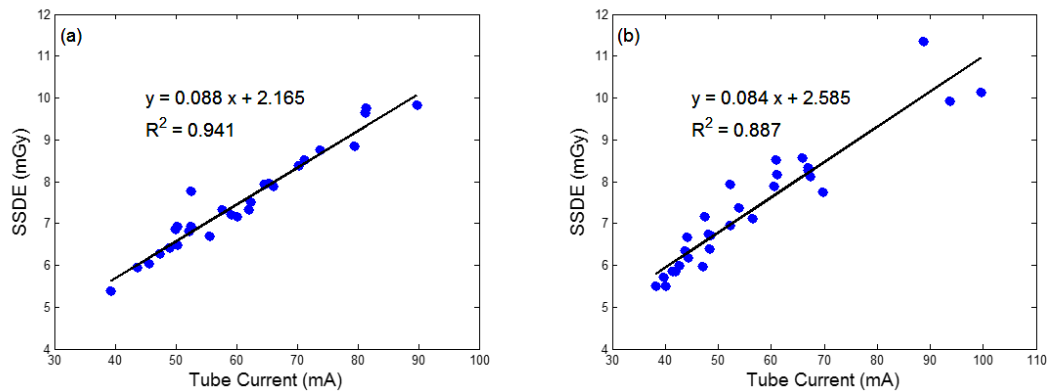 (a)
y = 0.088 x + 2.165
R² = 0.941
SSDE (mGy)
12
11
10
9
8
7
6
5
4
30 40 50 60 70 80 90 100
Tube Current (mA)
(b)
y = 0.084 x + 2.585
R² = 0.887
SSDE (mGy)
12
11
10
9
8
7
6
5
4
30 40 50 60 70 80 90 100 110
Tube Current (mA)